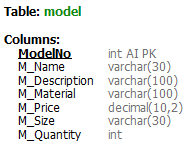 Table: model
Columns:
ModelNo int AI PK
M_Name varchar(30)
M_Description varchar(100)
M_Material varchar(100)
M_Price decimal(10,2)
M_Size varchar(30)
M_Quantity int